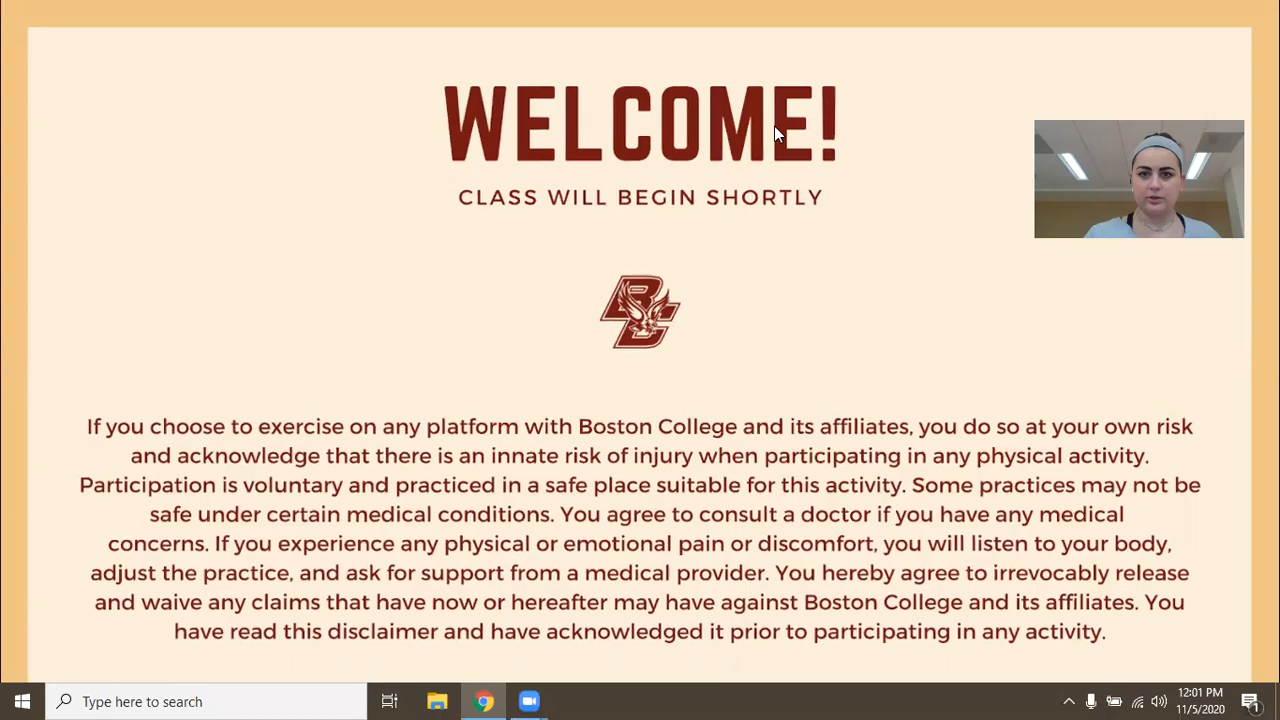 WELCOME!
CLASS WILL BEGIN SHORTLY
BC
If you choose to exercise on any platform with Boston College and its affiliates, you do so at your own risk
and acknowledge that there is an innate risk of injury when participating in any physical activity.
Participation is voluntary and practiced in a safe place suitable for this activity. Some practices may not be
safe under certain medical conditions. You agree to consult a doctor if you have any medical
concerns. If you experience any physical or emotional pain or discomfort, you will listen to your body,
adjust the practice, and ask for support from a medical provider. You hereby agree to irrevocably release
and waive any claims that have now or hereafter may have against Boston College and its affiliates. You
have read this disclaimer and have acknowledged it prior to participating in any activity.
Type here to search
12:01 PM
11/5/2020
1